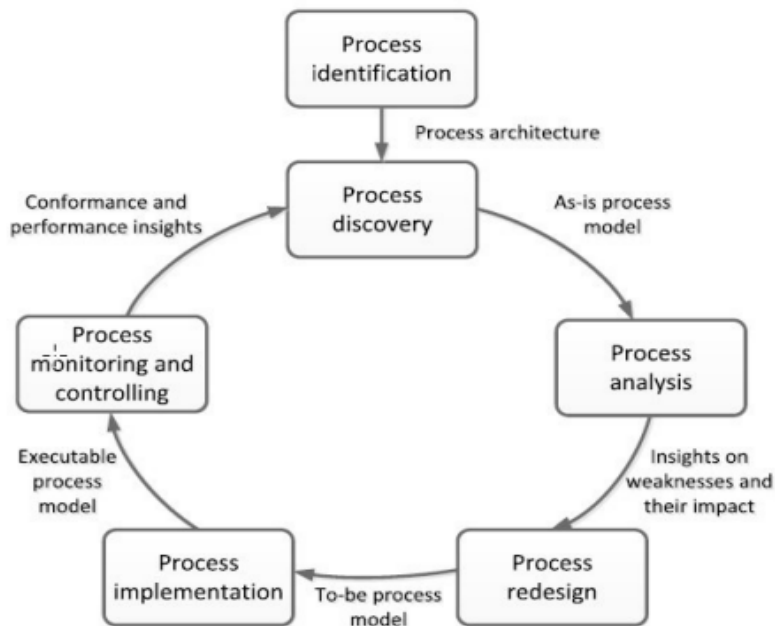 Process
identification
Process architecture
Process
discovery
Conformance and
performance insights
As-is process
model
Process
monitoring and
controlling
Process
analysis
Executable
process
model
Insights on
weaknesses and
their impact
Process
implementation
To-be process
model
Process
redesign